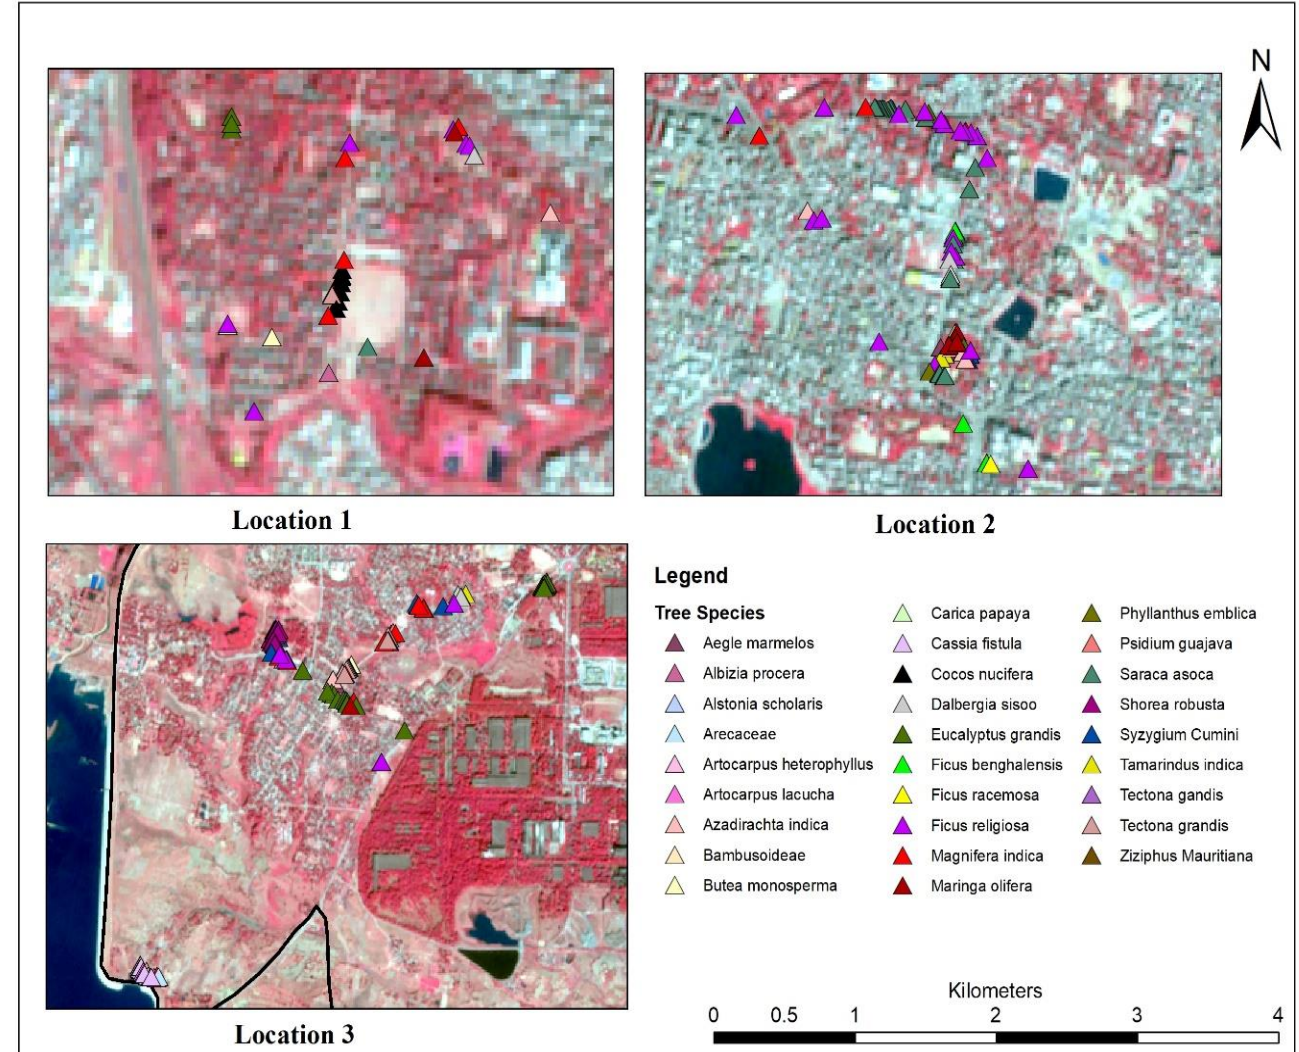 N
Location 1
Location 2
Location 3
Legend
Tree Species
Aegle marmelos
Albizia procera
Alstonia scholaris
Arecaceae
Artocarpus heterophyllus
Artocarpus lacucha
Azadirachta indica
Bambusoideae
Butea monosperma
Carica papaya
Cassia fistula
Cocos nucifera
Dalbergia sisoo
Eucalyptus grandis
Ficus benghalensis
Ficus racemosa
Ficus religiosa
Magnifera indica
Maringa olifera
Phyllanthus emblica
Psidium guajava
Saraca asoca
Shorea robusta
Syzygium Cumini
Tamarindus indica
Tectona gandis
Tectona grandis
Ziziphus Mauritiana
Kilometers
0 0.5 1 2 3 4